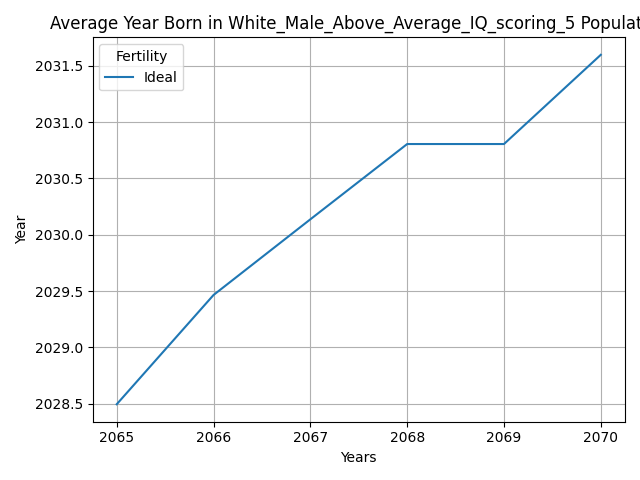 Average Year Born in White_Male_Above_Average_IQ_scoring_5 Populat
Fertility
Ideal
2031.5
2031.0
2030.5
2030.0
2029.5
2029.0
2028.5
Year
2065 2066 2067 2068 2069 2070
Years